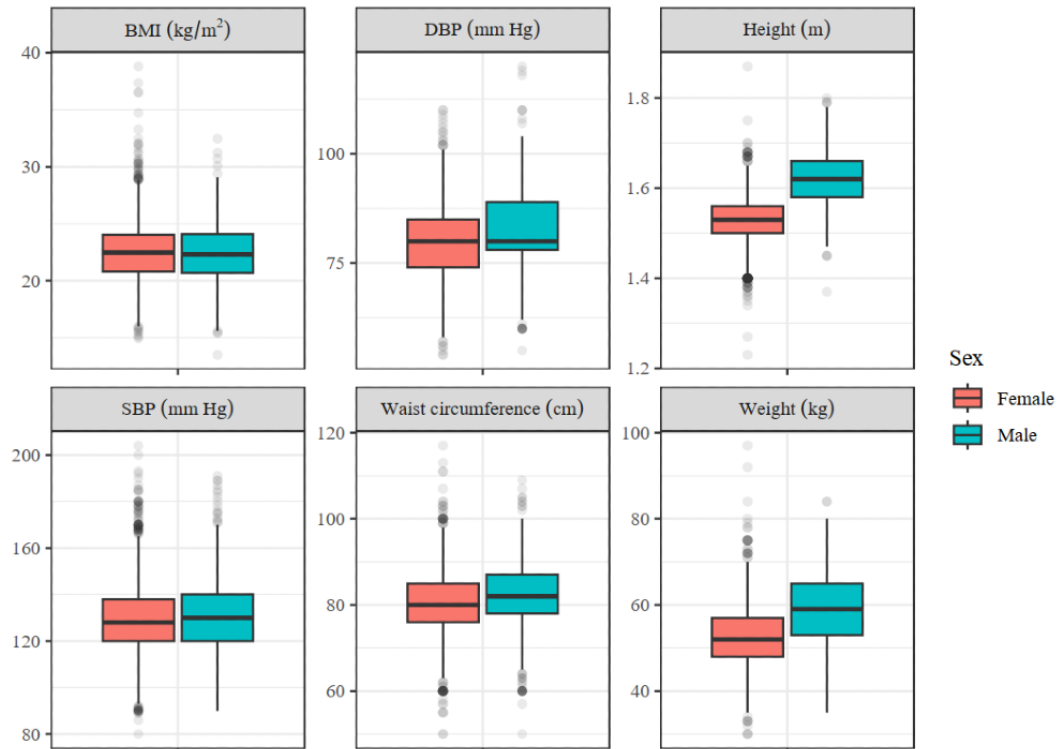 BMI (kg/m²)
DBP (mm Hg)
Height (m)
40
30
20
100
75
1.8
1.6
1.4
1.2
SBP (mm Hg)
Waist circumference (cm)
Weight (kg)
200
160
120
80
120
100
80
60
100
80
60
40
Sex
Female
Male